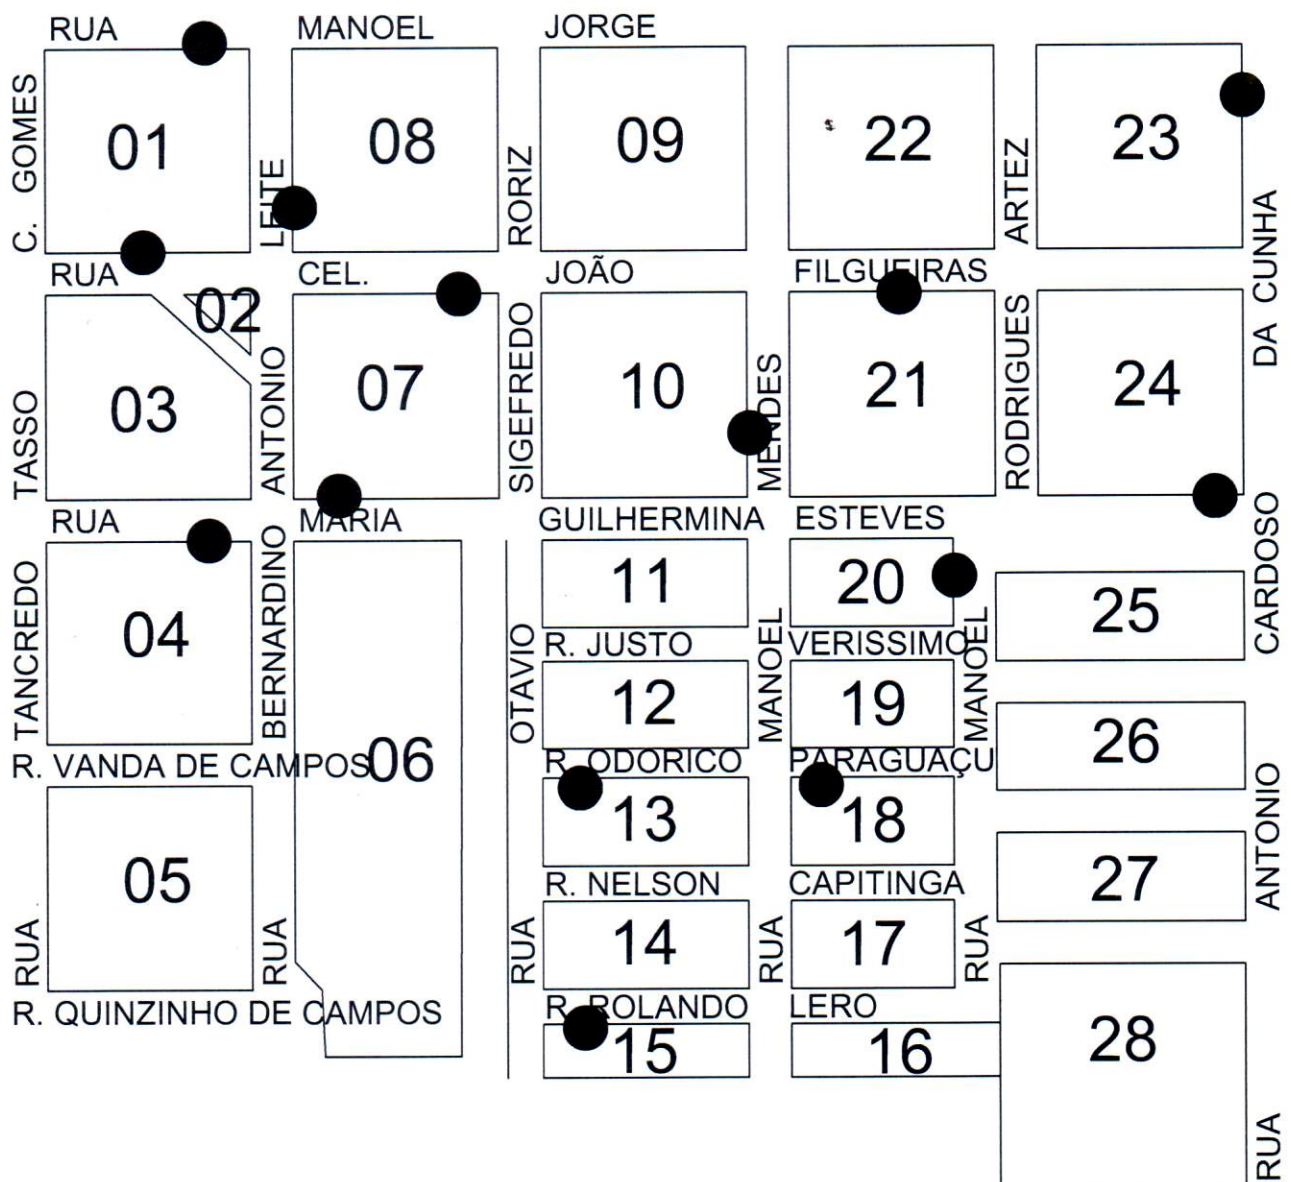 RUA MANOEL JORGE
01 08 09 22 23
RUA CEL. JOÃO FILGUEIRAS
02
03 07 10 21 24
RUA MARIA GUILHERMINA ESTEVES
04 06 11 20 25
R. JUSTO VERISSIMO
12 19 26
R. VANDA DE CAMPOS
R. ODORICO PARAGUAÇU
05 13 18 27
R. NELSON CAPITINGA
14 17
R. QUINZINHO DE CAMPOS
R. ROLANDO LERO
15 16 28
RUA TANCREDO TASSO C. GOMES
RUA BERNARDINO ANTONIO LEITE
RUA OTAVIO SIGEFREDO RORIZ
RUA MANOEL MENDES
RUA MANOEL RODRIGUES ARTEZ
RUA ANTONIO CARDOSO DA CUNHA